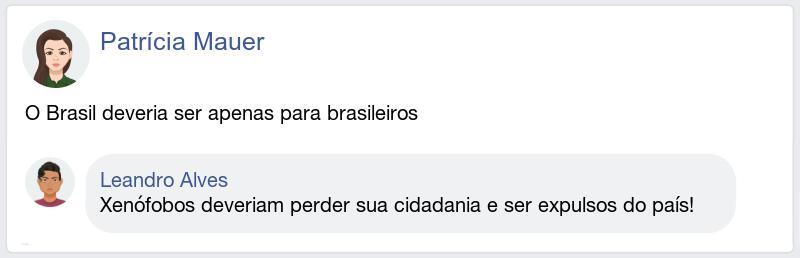 Patrícia Mauer
O Brasil deveria ser apenas para brasileiros
Leandro Alves
Xenófobos deveriam perder sua cidadania e ser expulsos do país!